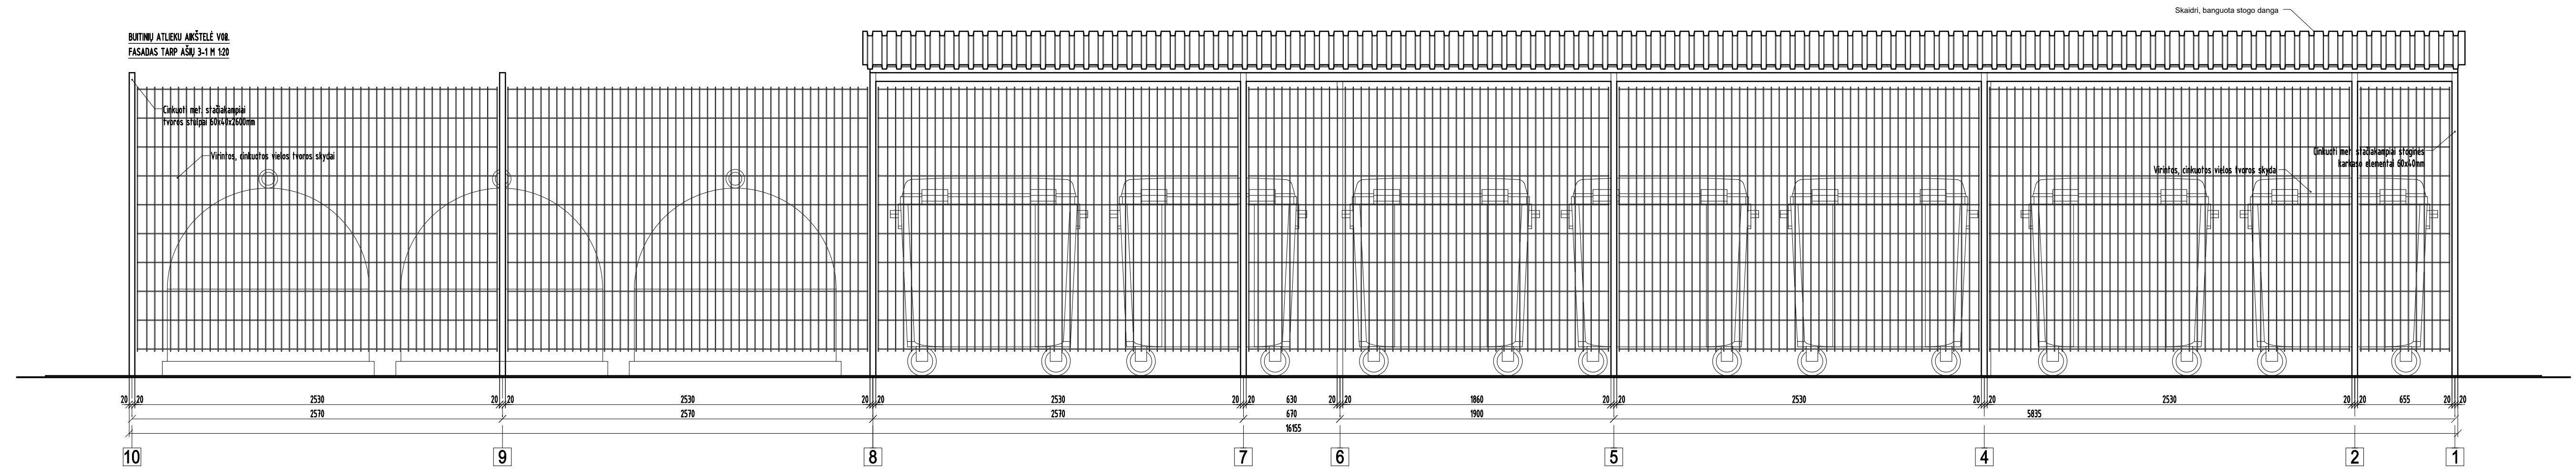 Skaidri, banguota stogo danga
BUITINIŲ ATLIEKU AIKŠTELĖ V08.
FASADAS TARP AŠIŲ 3-1 M 1:20
Cinkuoti met. stačiakampiai
tvoros stulpai 60x40x2600mm
Virintos, cinkuotos vielos tvoros skydai
Cinkuoti met. stačiakampiai stoginės
karkaso elementai 60x40mm
Virintos, cinkuotos vielos tvoros skydai
20 20 2530 20 20 2530 20 20 2530 20 20 630 20 20 1860 20 20 2530 20 20 2530 20 20 655 20 20
2570 2570 2570 670 1900 5835
16155
10 9 8 7 6 5 4 2 1